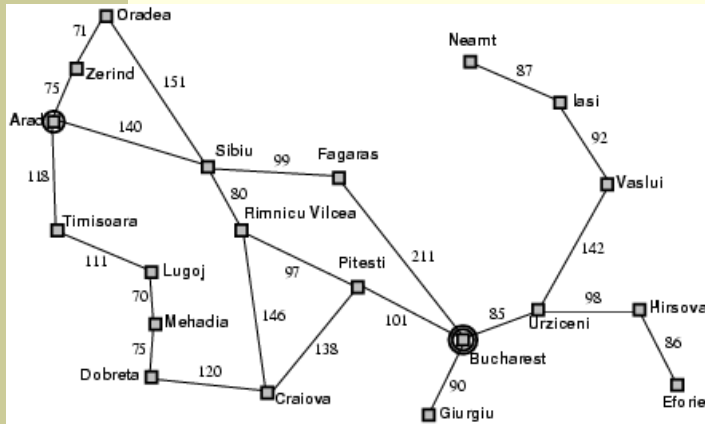 Oradea
71
Neamt
Zerind
87
75
151
Iasi
Arad
140
92
Sibiu
99
Fagaras
118
80
Vaslui
Timisoara
Rimnicu Vilcea
111
97
Pitesti
211
142
Lugoj
70
146
85
98
Hirsova
Mehadia
101
Urziceni
138
86
75
Bucharest
Dobreta
120
90
Craiova
Giurgiu
Eforie